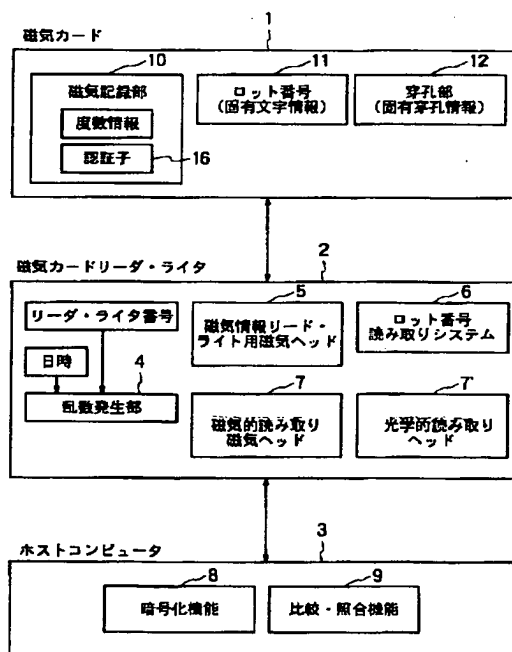 磁気カード
1
10
11
12
磁気記録部
度数情報
認証子
16
ロット番号
(固有文字情報)
穿孔部
(固有穿孔情報)
磁気カードリーダ・ライタ
2
リーダ・ライタ番号
日時
4
乱数発生部
5
磁気情報リード・
ライト用磁気ヘッド
6
ロット番号
読み取りシステム
7
磁気的読み取り
磁気ヘッド
7'
光学的読み取り
ヘッド
ホストコンピュータ
3
8
暗号化機能
9
比較・照合機能